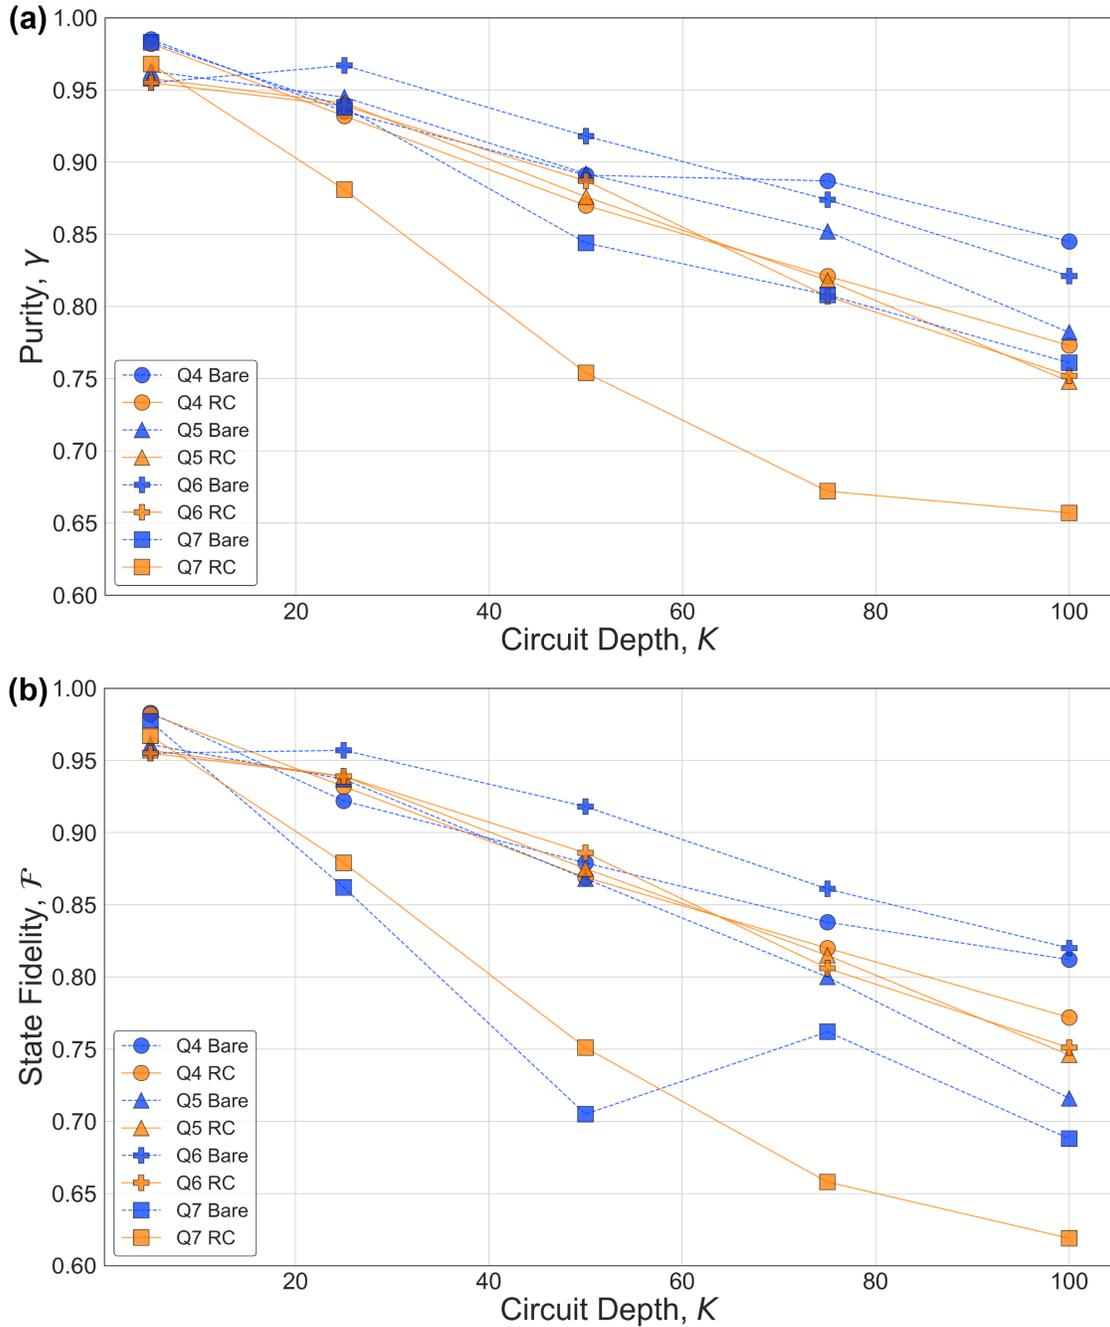 (a)
1.00
0.95
0.90
0.85
0.80
0.75
0.70
0.65
0.60
Purity, γ
Q4 Bare
Q4 RC
Q5 Bare
Q5 RC
Q6 Bare
Q6 RC
Q7 Bare
Q7 RC
20 40 60 80 100
Circuit Depth, K
(b)
1.00
0.95
0.90
0.85
0.80
0.75
0.70
0.65
0.60
State Fidelity, ℱ
Q4 Bare
Q4 RC
Q5 Bare
Q5 RC
Q6 Bare
Q6 RC
Q7 Bare
Q7 RC
20 40 60 80 100
Circuit Depth, K